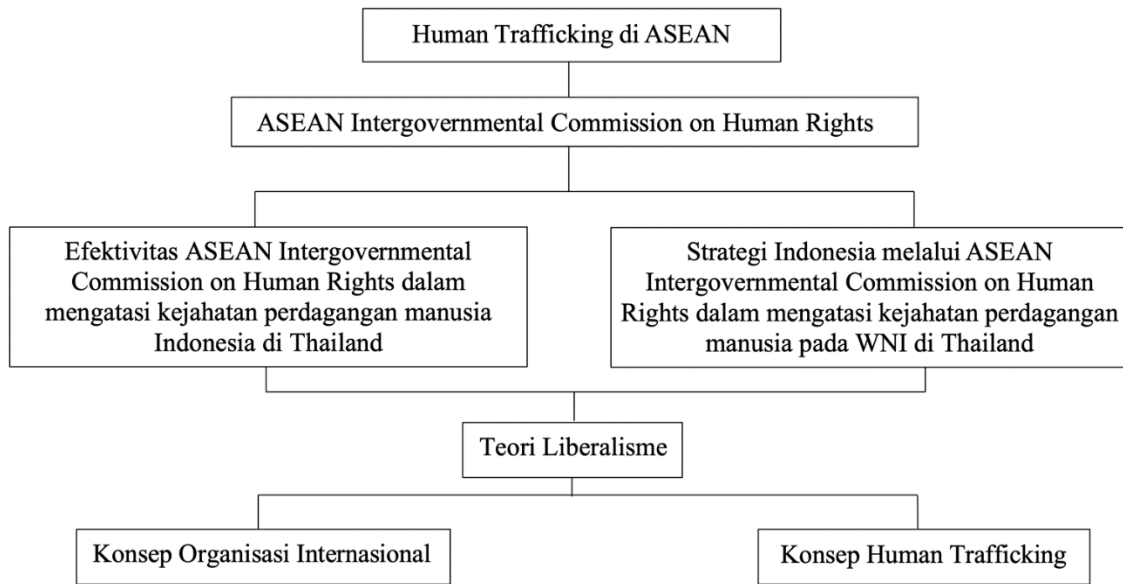 Human Trafficking di ASEAN
ASEAN Intergovernmental Commission on Human Rights
Efektivitas ASEAN Intergovernmental
Commission on Human Rights dalam
mengatasi kejahatan perdagangan manusia
Indonesia di Thailand
Strategi Indonesia melalui ASEAN
Intergovernmental Commission on Human
Rights dalam mengatasi kejahatan perdagangan
manusia pada WNI di Thailand
Teori Liberalisme
Konsep Organisasi Internasional
Konsep Human Trafficking